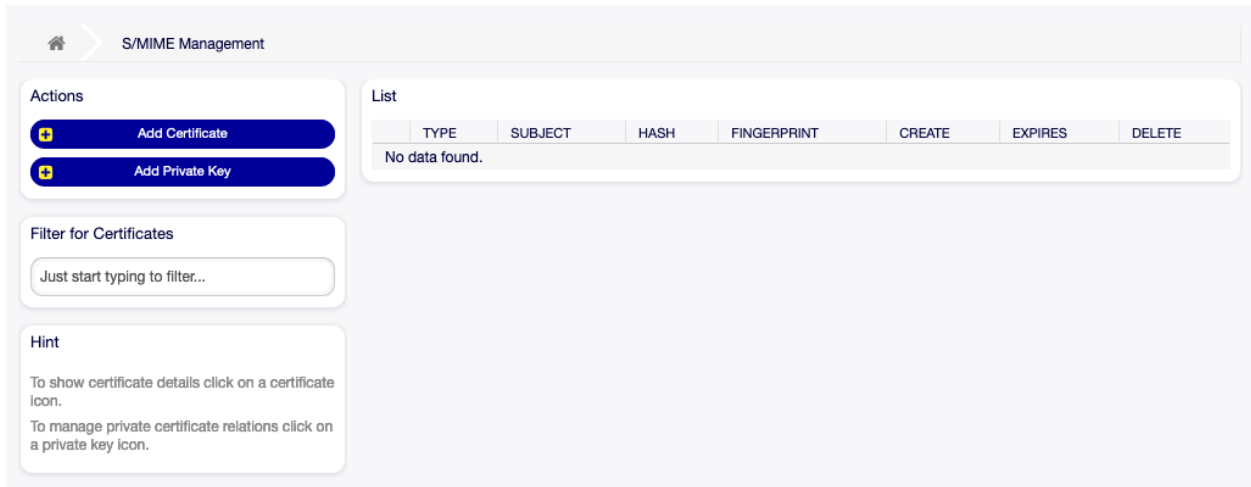 S/MIME Management
Actions
Add Certificate
Add Private Key
Filter for Certificates
Just start typing to filter...
Hint
To show certificate details click on a certificate
icon.
To manage private certificate relations click on
a private key icon.
List
TYPE SUBJECT HASH FINGERPRINT CREATE EXPIRES DELETE
No data found.